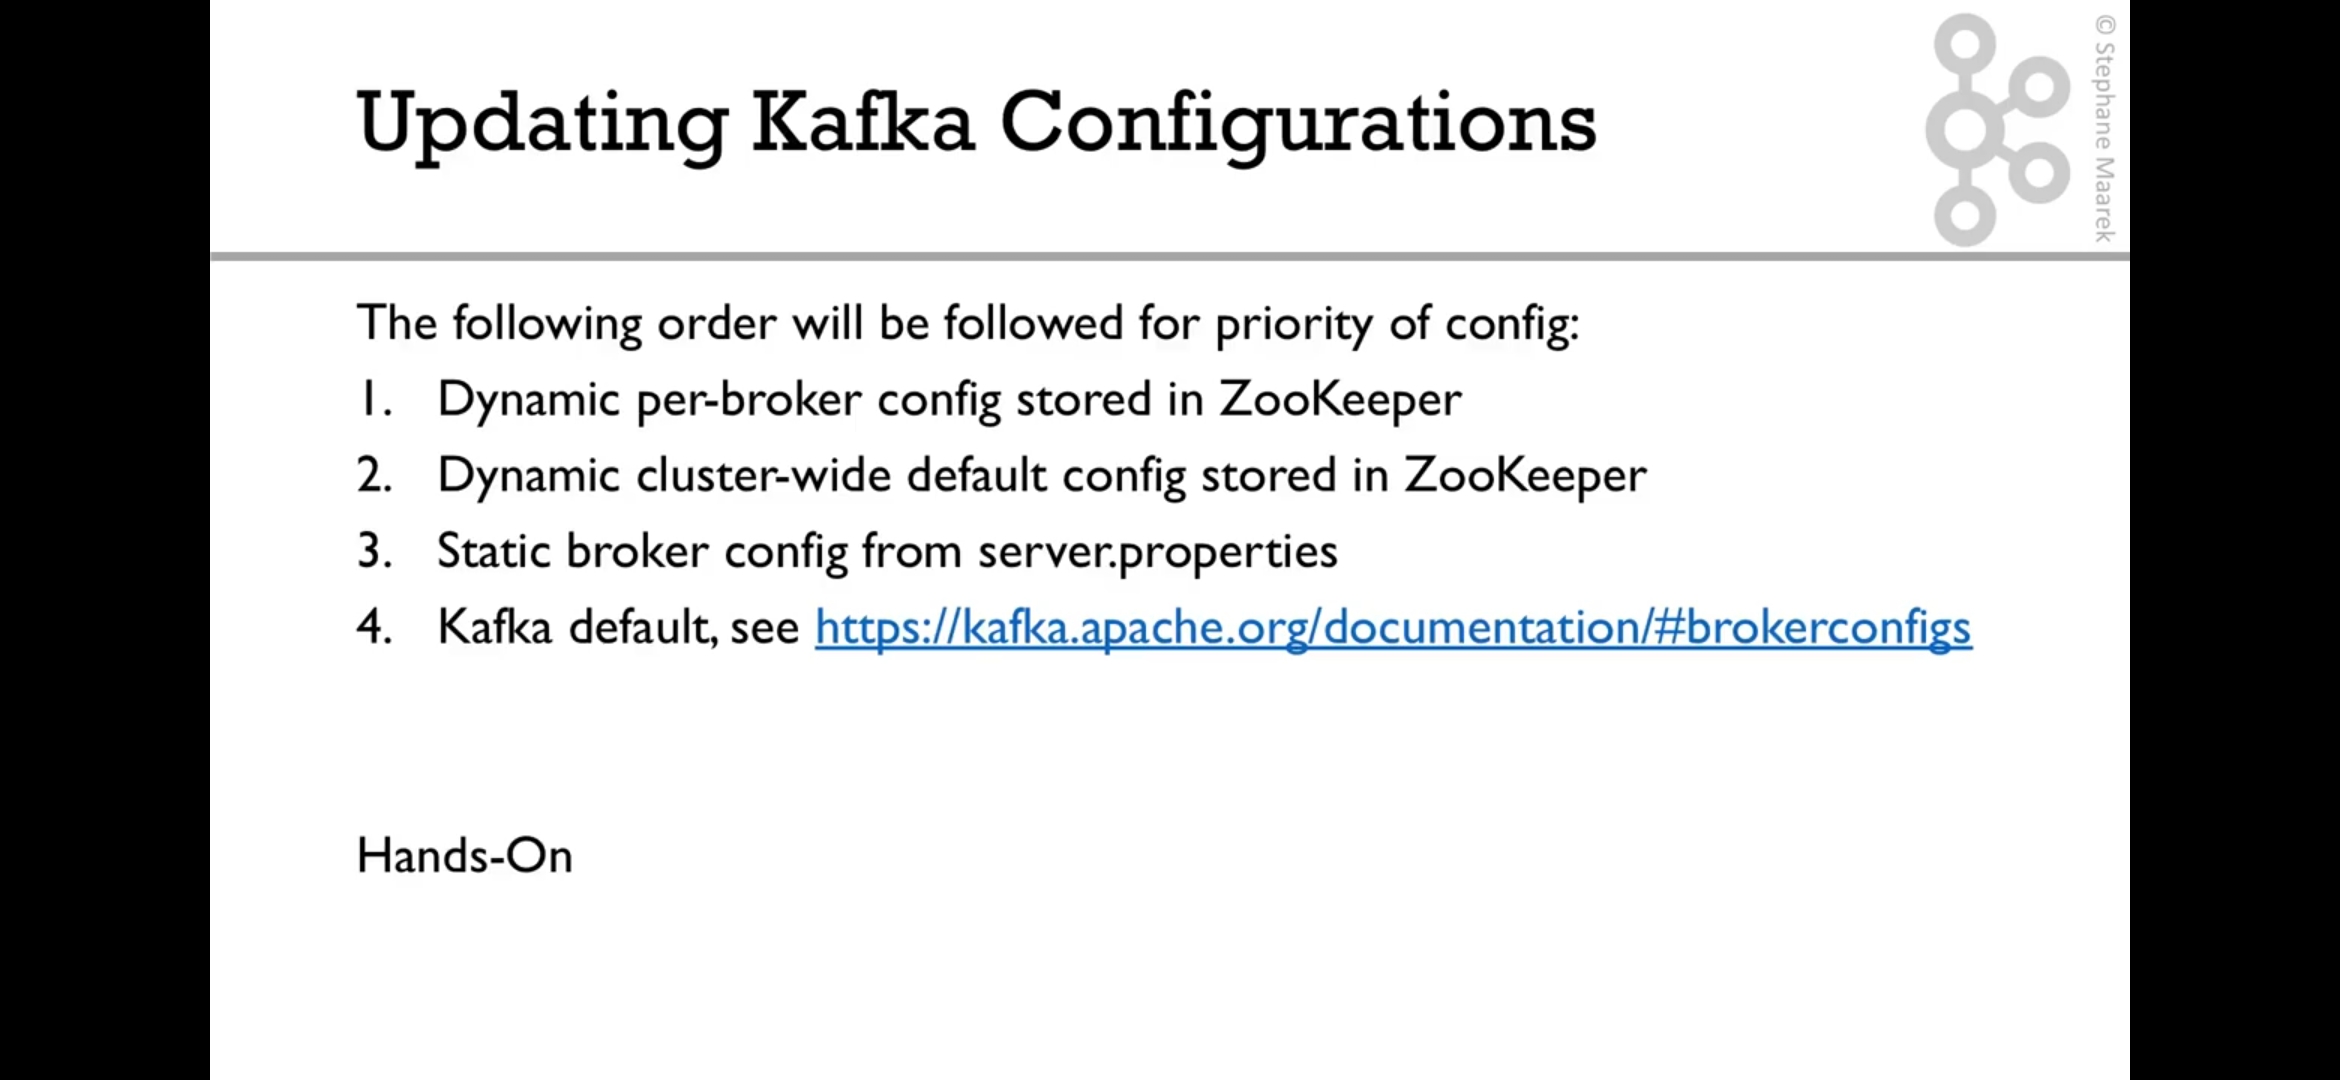 Updating Kafka Configurations
© Stephane Maarek
The following order will be followed for priority of config:
1. Dynamic per-broker config stored in ZooKeeper
2. Dynamic cluster-wide default config stored in ZooKeeper
3. Static broker config from server.properties
4. Kafka default, see https://kafka.apache.org/documentation/#brokerconfigs
Hands-On